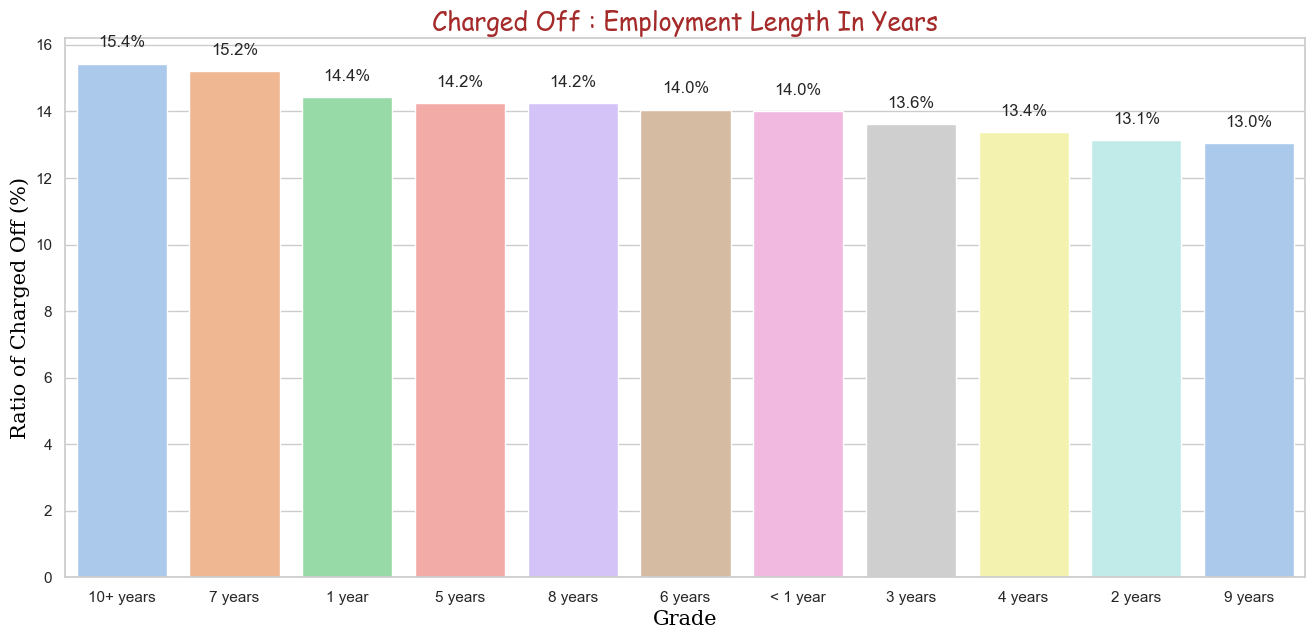 Charged Off : Employment Length In Years
Ratio of Charged Off (%)
16
14
12
10
8
6
4
2
0
15.4%
15.2%
14.4%
14.2%
14.2%
14.0%
14.0%
13.6%
13.4%
13.1%
13.0%
10+ years
7 years
1 year
5 years
8 years
6 years
< 1 year
3 years
4 years
2 years
9 years
Grade